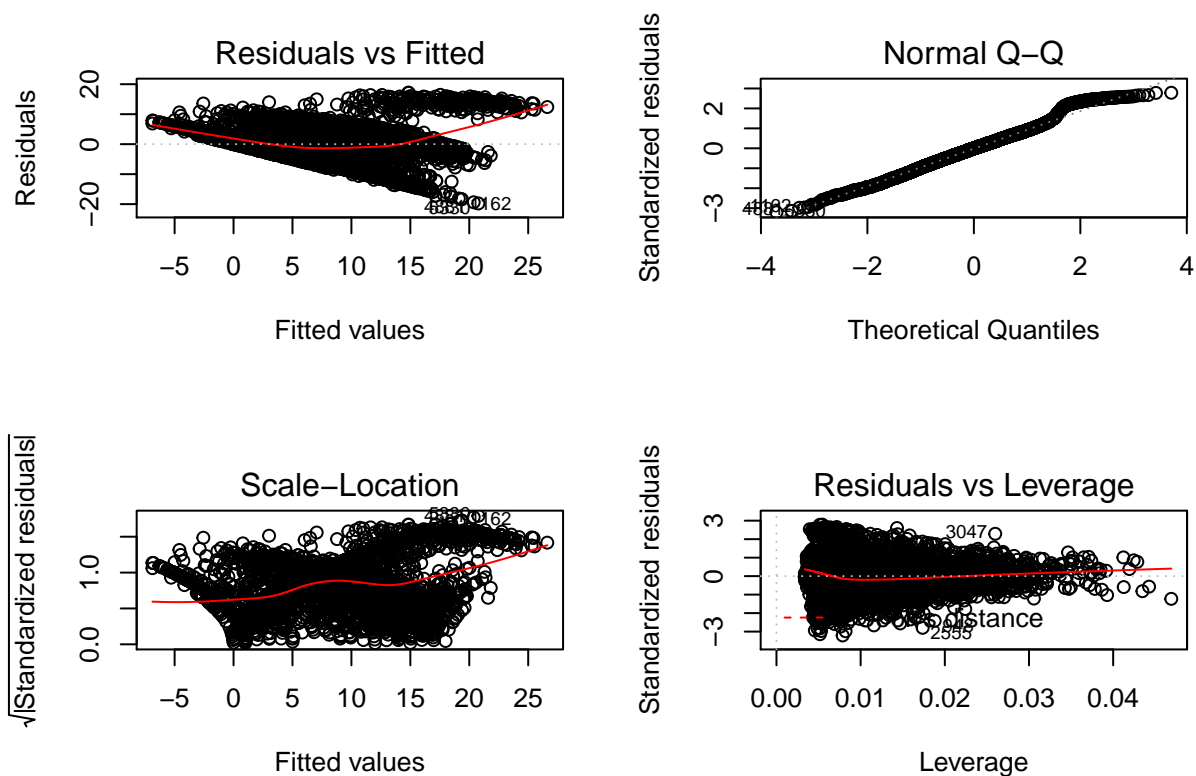 Residuals vs Fitted
Residuals
20
0
−20
−5 0 5 10 15 20 25
Fitted values
162
Normal Q−Q
Standardized residuals
2
0
−3
−4 −2 0 2 4
Theoretical Quantiles
Scale−Location
√|Standardized residuals|
1.0
0.0
−5 0 5 10 15 20 25
Fitted values
162
Residuals vs Leverage
Standardized residuals
3
0
−3
3047
distance
2555
0.00 0.01 0.02 0.03 0.04
Leverage